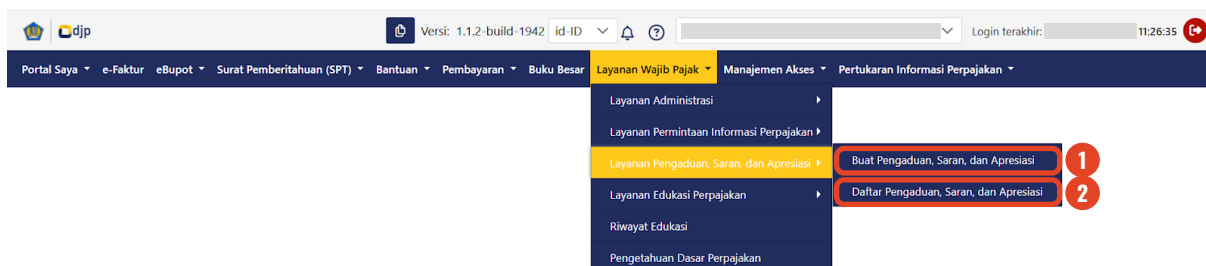 djp Versi: 1.1.2-build-1942 id-ID Login terakhir: 11:26:35
Portal Saya e-Faktur eBupot Surat Pemberitahuan (SPT) Bantuan Pembayaran Buku Besar Layanan Wajib Pajak Manajemen Akses Pertukaran Informasi Perpajakan
Layanan Administrasi
Layanan Permintaan Informasi Perpajakan
Layanan Pengaduan, Saran, dan Apresiasi
Buat Pengaduan, Saran, dan Apresiasi 1
Daftar Pengaduan, Saran, dan Apresiasi 2
Layanan Edukasi Perpajakan
Riwayat Edukasi
Pengetahuan Dasar Perpajakan